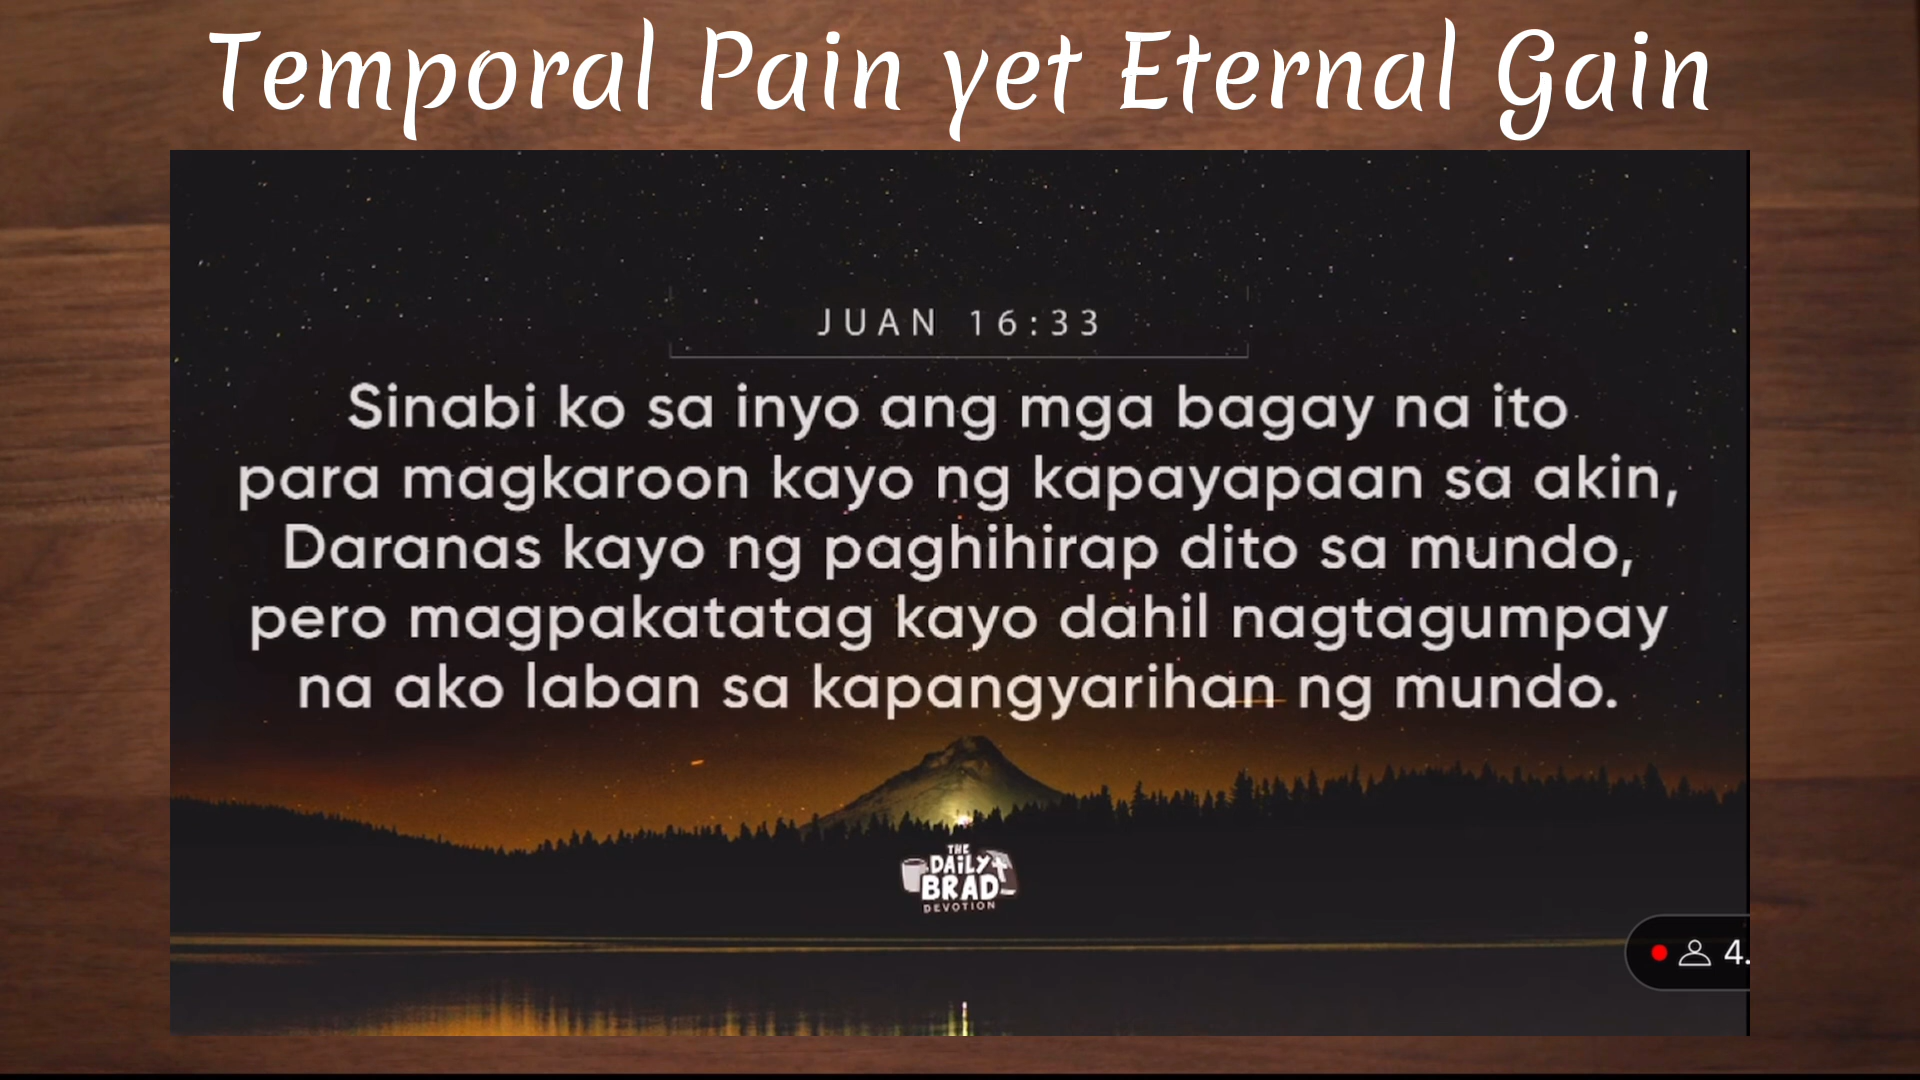 Temporal Pain yet Eternal Gain
JUAN 16:33
Sinabi ko sa inyo ang mga bagay na ito
para magkaroon kayo ng kapayapaan sa akin,
Daranas kayo ng paghihirap dito sa mundo,
pero magpakatatag kayo dahil nagtagumpay
na ako laban sa kapangyarihan ng mundo.
THE
DAILY
BRAD
DEVOTION
4.